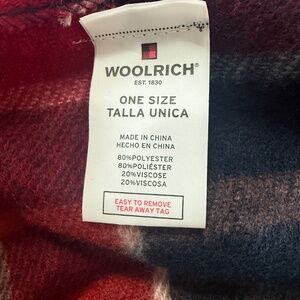 WOOLRICH®
EST. 1830
ONE SIZE
TALLA UNICA
MADE IN CHINA
HECHO EN CHINA
80%POLYESTER
80%POLIÉSTER
20%VISCOSE
20%VISCOSA
EASY TO REMOVE
TEAR AWAY TAG